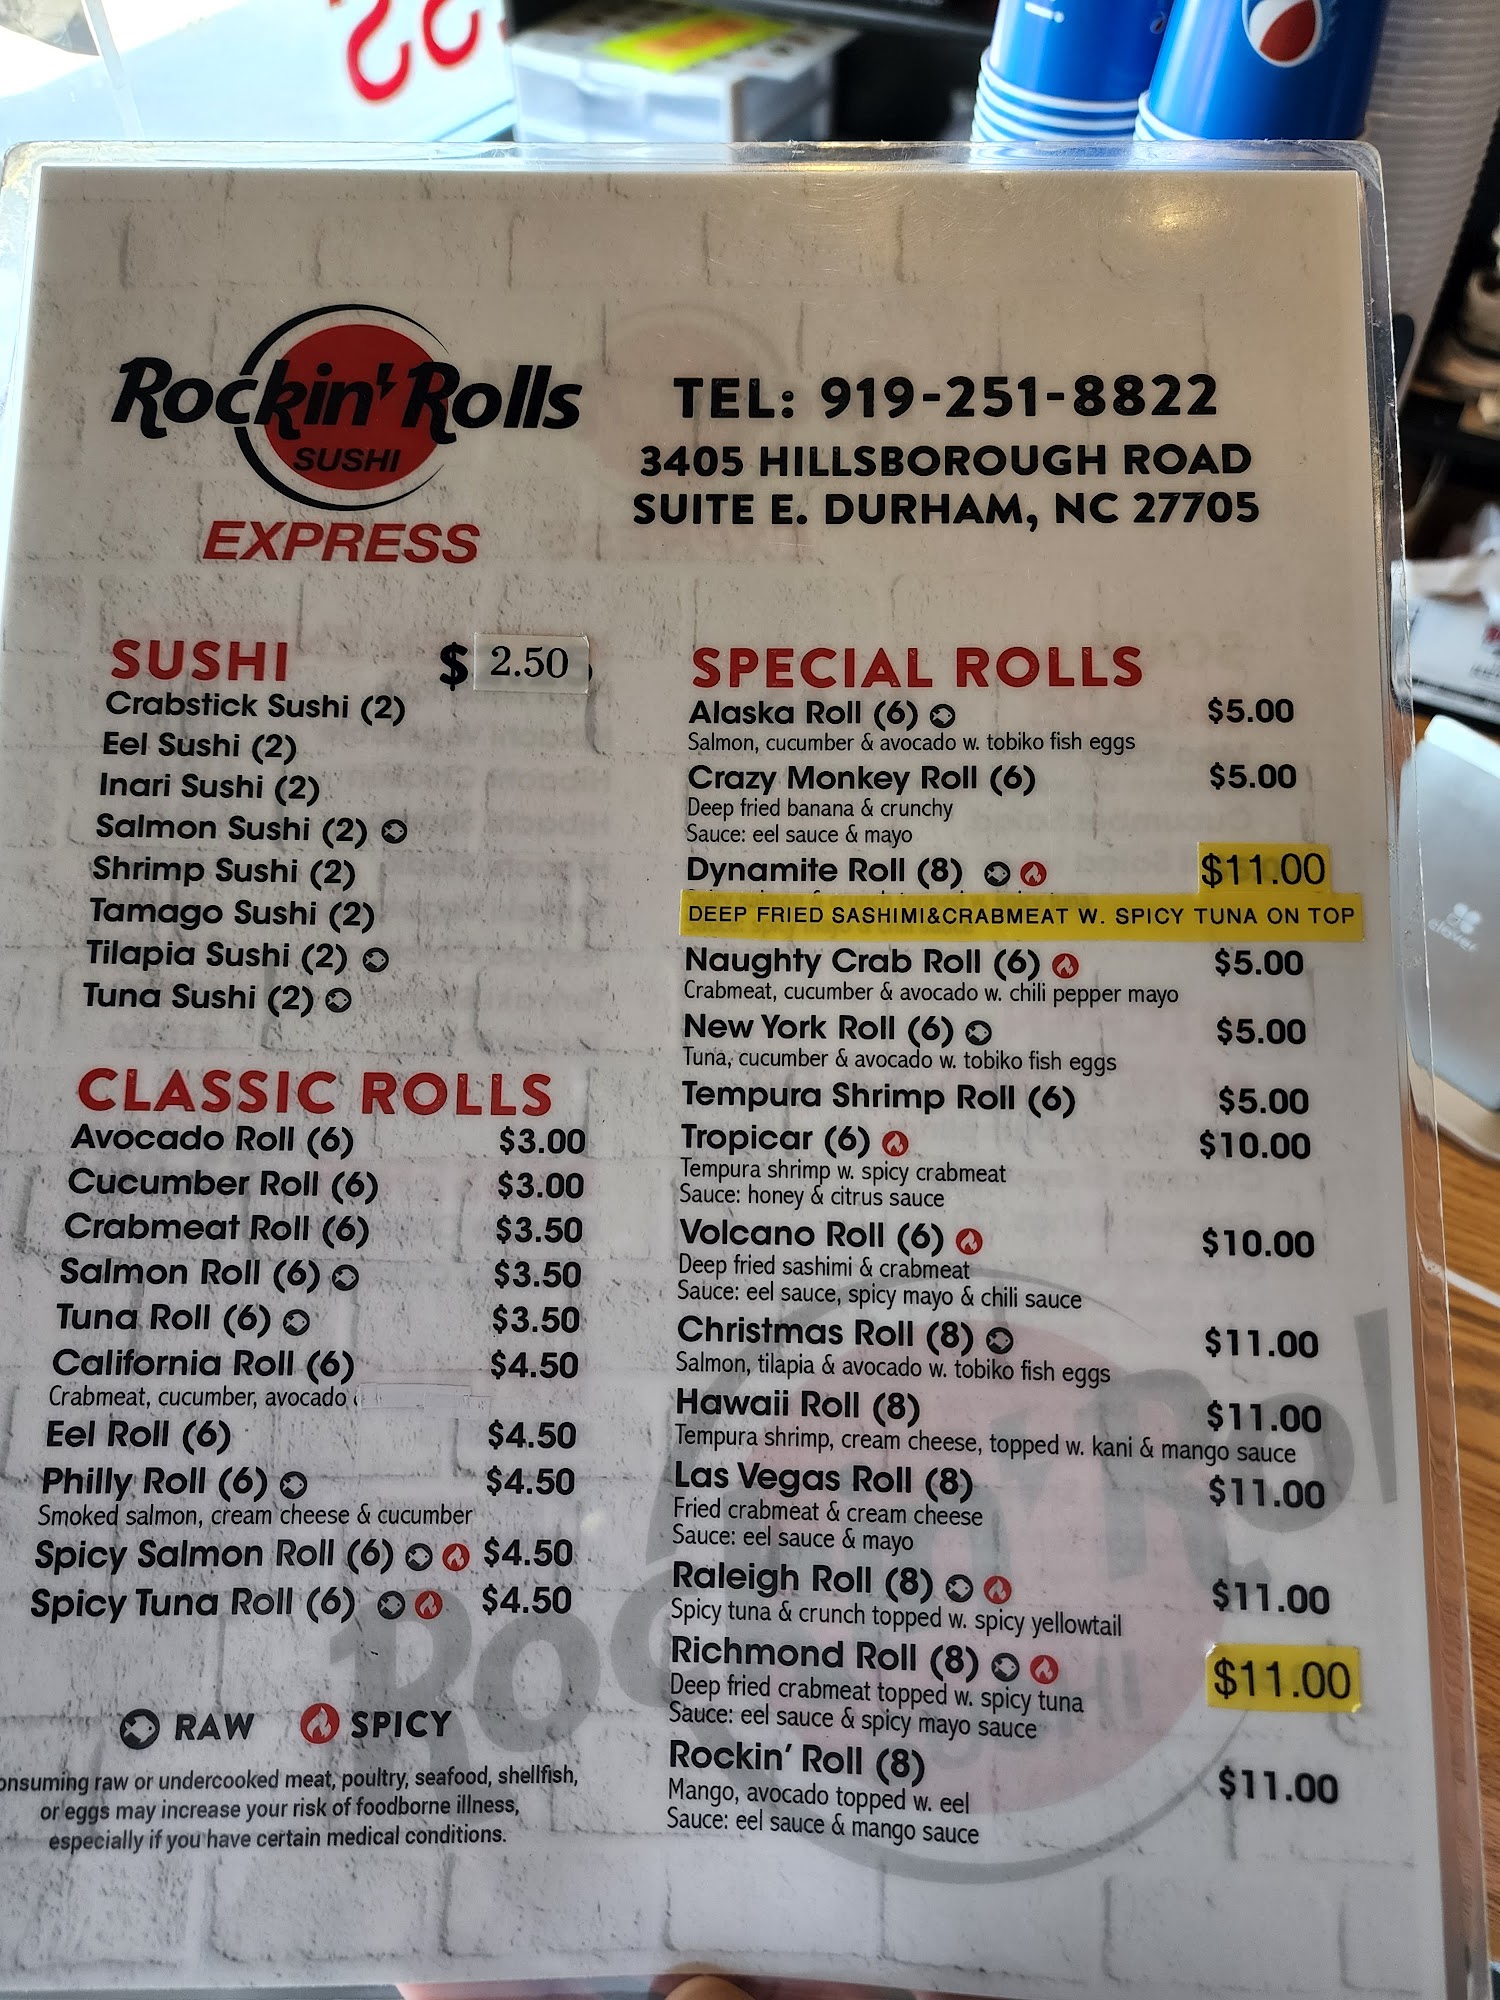 Rockin' Rolls
SUSHI
EXPRESS
TEL: 919-251-8822
3405 HILLSBOROUGH ROAD
SUITE E. DURHAM, NC 27705
SUSHI $ 2.50
Crabstick Sushi (2)
Eel Sushi (2)
Inari Sushi (2)
Salmon Sushi (2)
Shrimp Sushi (2)
Tamago Sushi (2)
Tilapia Sushi (2)
Tuna Sushi (2)
CLASSIC ROLLS
Avocado Roll (6) $3.00
Cucumber Roll (6) $3.00
Crabmeat Roll (6) $3.50
Salmon Roll (6) $3.50
Tuna Roll (6) $3.50
California Roll (6) $4.50
Crabmeat, cucumber, avocado
Eel Roll (6) $4.50
Philly Roll (6) $4.50
Smoked salmon, cream cheese & cucumber
Spicy Salmon Roll (6) $4.50
Spicy Tuna Roll (6) $4.50
RAW SPICY
onsuming raw or undercooked meat, poultry, seafood, shellfish,
or eggs may increase your risk of foodborne illness,
especially if you have certain medical conditions.
SPECIAL ROLLS
Alaska Roll (6) $5.00
Salmon, cucumber & avocado w. tobiko fish eggs
Crazy Monkey Roll (6) $5.00
Deep fried banana & crunchy
Sauce: eel sauce & mayo
Dynamite Roll (8) $11.00
DEEP FRIED SASHIMI&CRABMEAT W. SPICY TUNA ON TOP
Naughty Crab Roll (6) $5.00
Crabmeat, cucumber & avocado w. chili pepper mayo
New York Roll (6) $5.00
Tuna, cucumber & avocado w. tobiko fish eggs
Tempura Shrimp Roll (6) $5.00
Tropicar (6) $10.00
Tempura shrimp w. spicy crabmeat
Sauce: honey & citrus sauce
Volcano Roll (6) $10.00
Deep fried sashimi & crabmeat
Sauce: eel sauce, spicy mayo & chili sauce
Christmas Roll (8) $11.00
Salmon, tilapia & avocado w. tobiko fish eggs
Hawaii Roll (8) $11.00
Tempura shrimp, cream cheese, topped w. kani & mango sauce
Las Vegas Roll (8) $11.00
Fried crabmeat & cream cheese
Sauce: eel sauce & mayo
Raleigh Roll (8) $11.00
Spicy tuna & crunch topped w. spicy yellowtail
Richmond Roll (8) $11.00
Deep fried crabmeat topped w. spicy tuna
Sauce: eel sauce & spicy mayo sauce
Rockin' Roll (8) $11.00
Mango, avocado topped w. eel
Sauce: eel sauce & mango sauce
clover